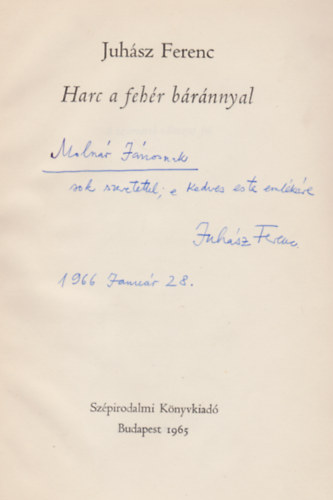 Juhász Ferenc
Harc a fehér báránnyal
Molnár Jánosnak
sok szeretettel; e kedves este emlékére
Juhász Ferenc
1966 Január 28.
Szépirodalmi Könyvkiadó
Budapest 1965